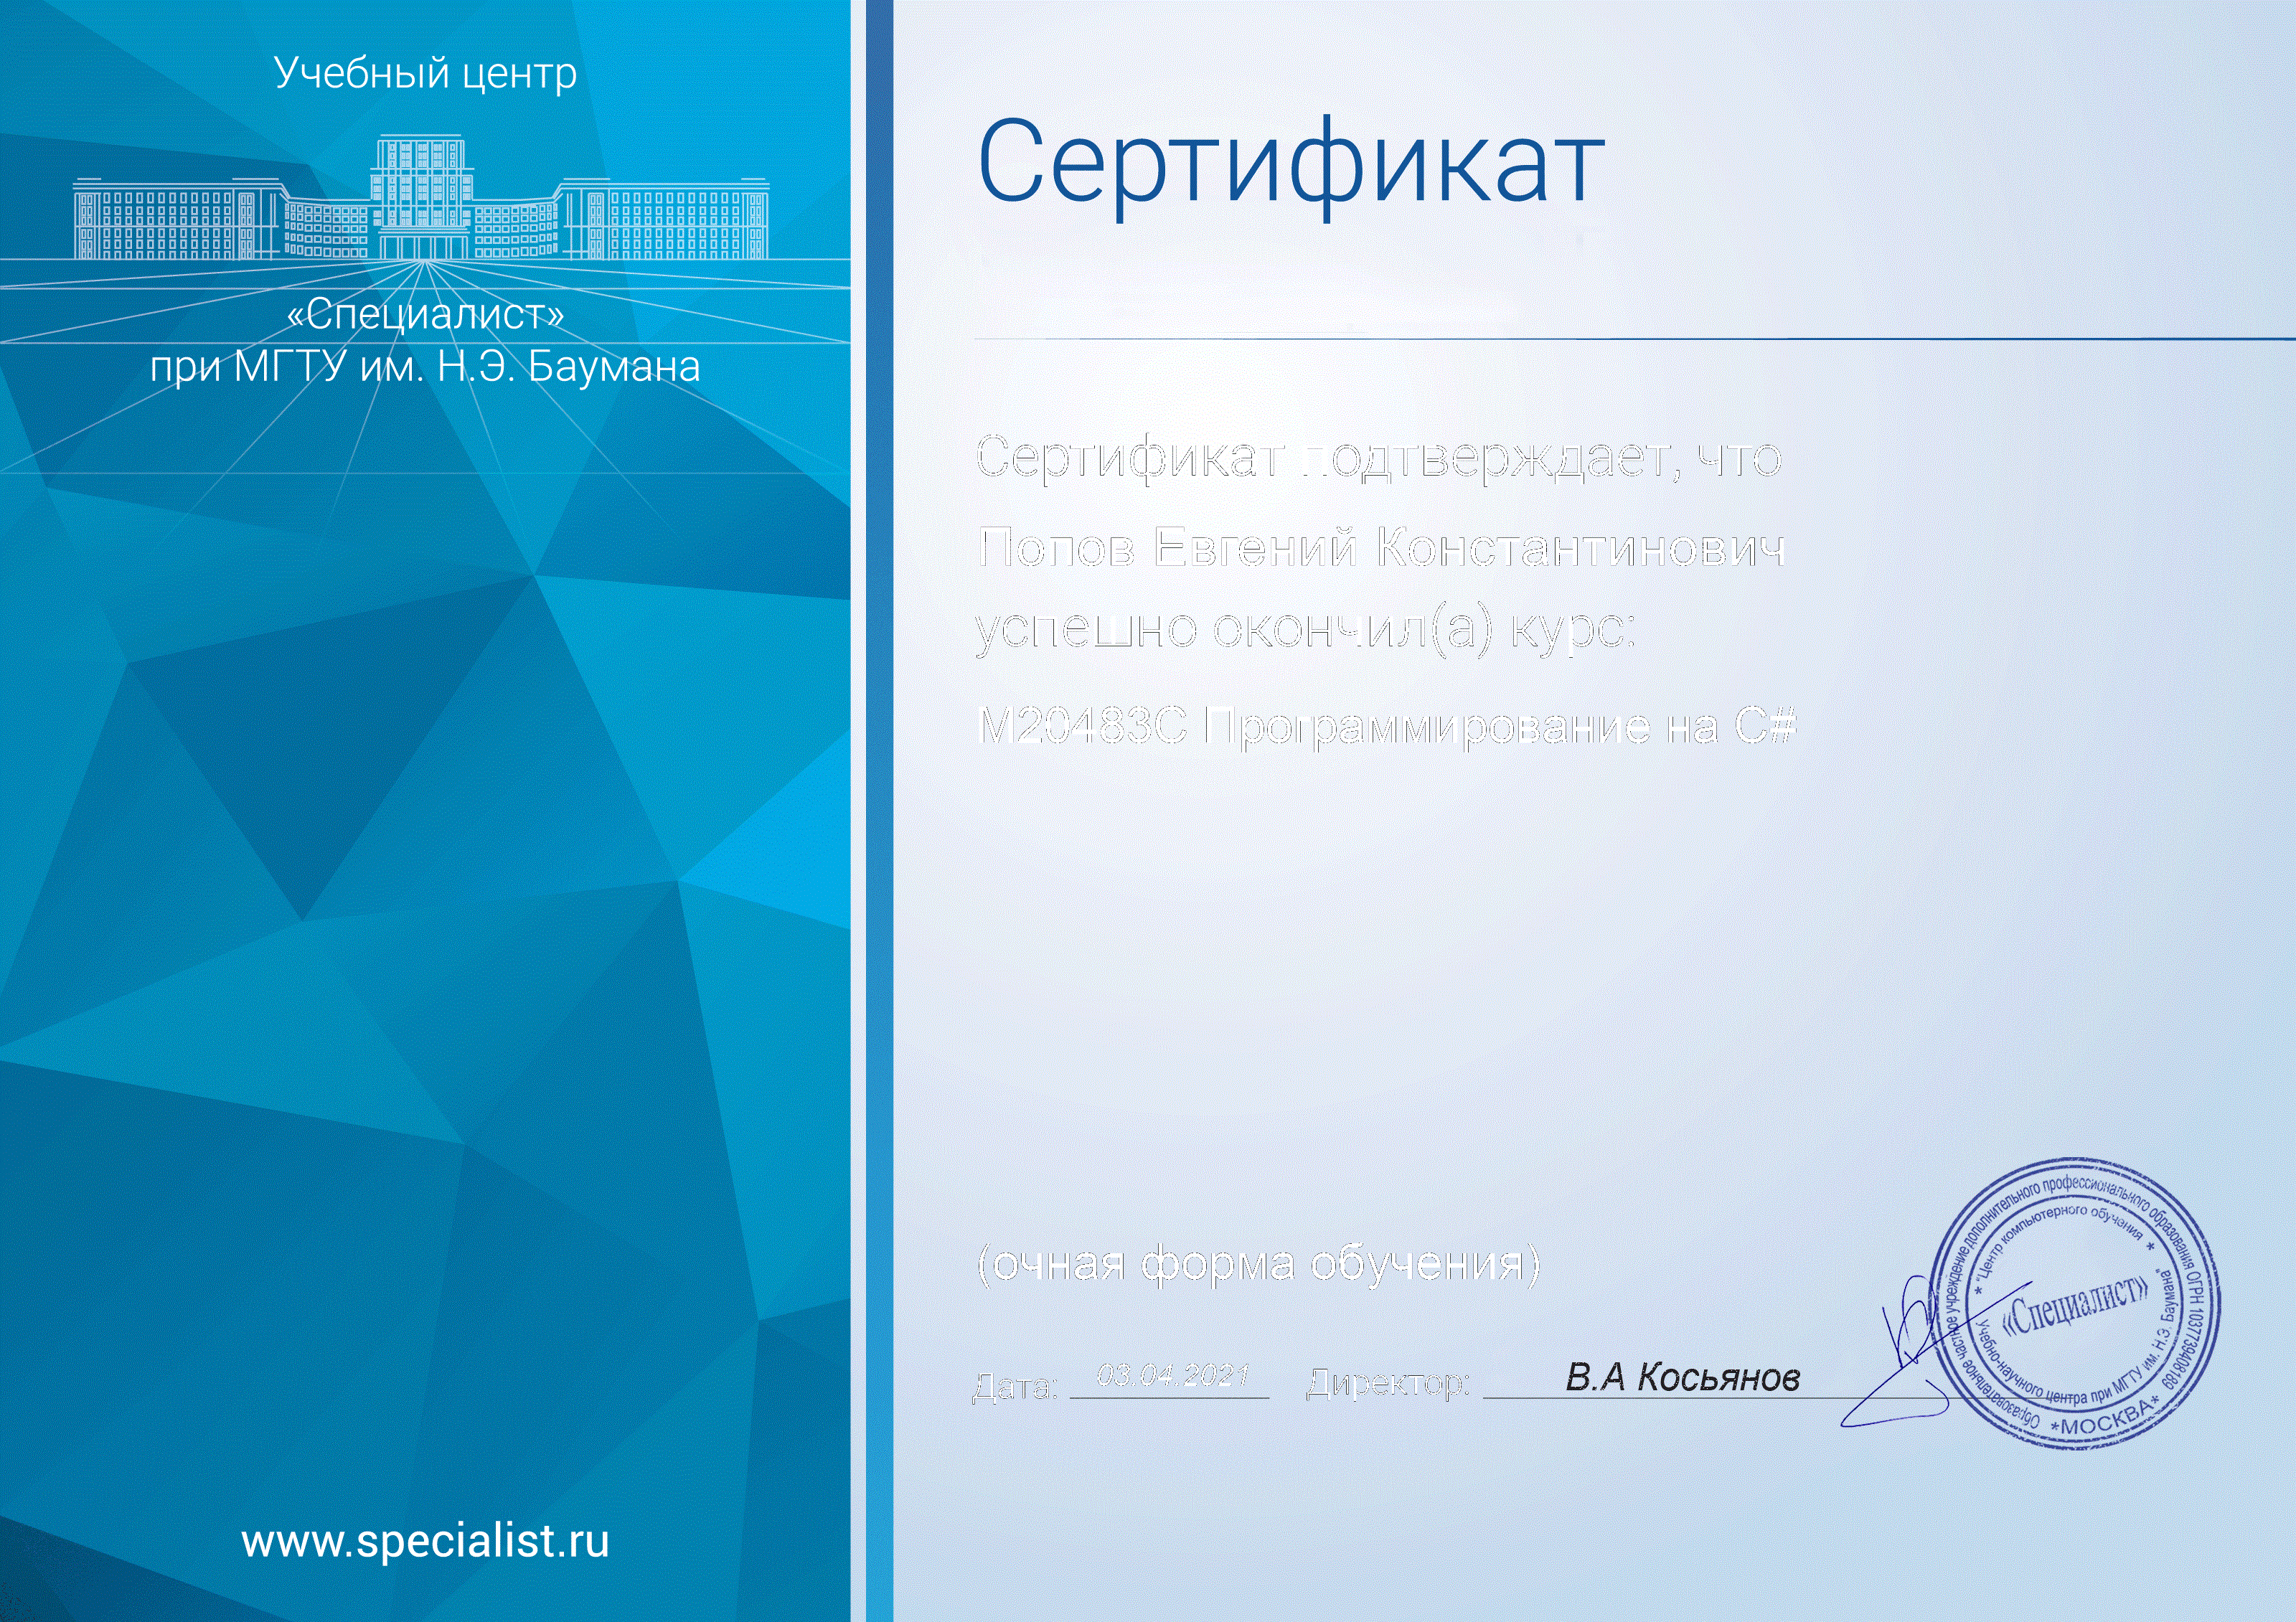 Учебный центр
«Специалист»
при МГТУ им. Н.Э. Баумана
www.specialist.ru
Сертификат
Сертификат подтверждает, что
Попов Евгений Константинович
успешно окончил(а) курс:
М20483С Программирование на C#
(очная форма обучения)
Дата: 03.04.2021 Директор: В.А Косьянов
Образовательное частное учреждение дополнительного профессионального образования ОГРН 1037739408189
*МОСКВА*
* "Центр компьютерного обучения *
Учебно-научного центра при МГТУ им. Н.Э. Баумана"
«Специалист»